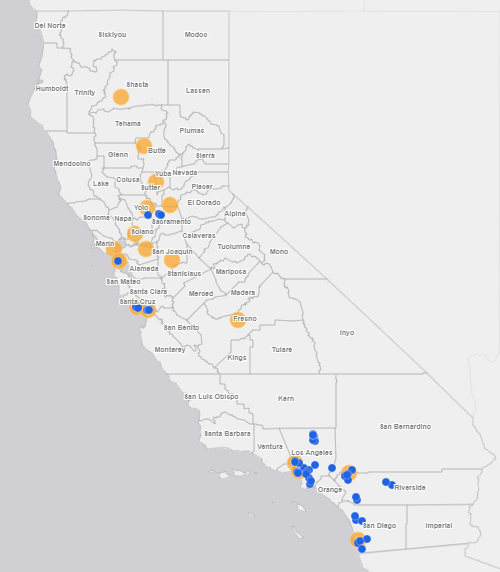 Del Norte
Siskiyou
Modoc
Humboldt
Trinity
Shasta
Lassen
Tehama
Plumas
Mendocino
Glenn
Butte
Sierra
Lake
Colusa
Yuba
Nevada
Sutter
Placer
Sonoma
Napa
Yolo
El Dorado
Sacramento
Alpine
Marin
Solano
Calaveras
San Joaquin
Tuolumne
Mono
Alameda
Stanislaus
Mariposa
San Mateo
Santa Clara
Merced
Madera
Santa Cruz
San Benito
Fresno
Inyo
Monterey
Kings
Tulare
San Luis Obispo
Kern
San Bernardino
Santa Barbara
Ventura
Los Angeles
Orange
Riverside
San Diego
Imperial